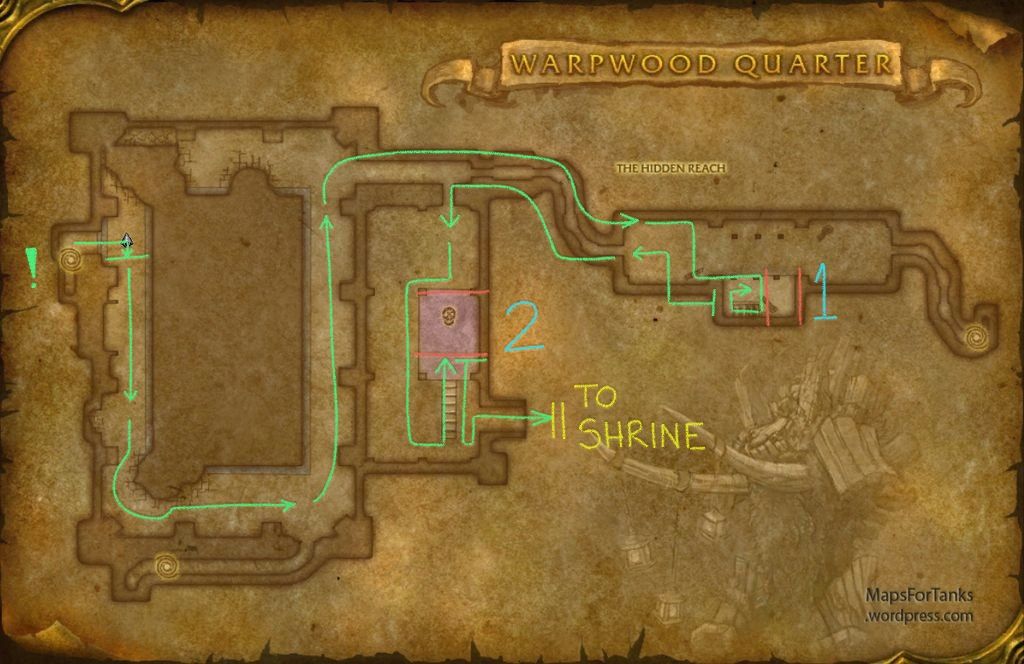 WARPWOOD QUARTER
THE HIDDEN REACH
!
1
2
TO
SHRINE
MapsForTanks
.wordpress.com